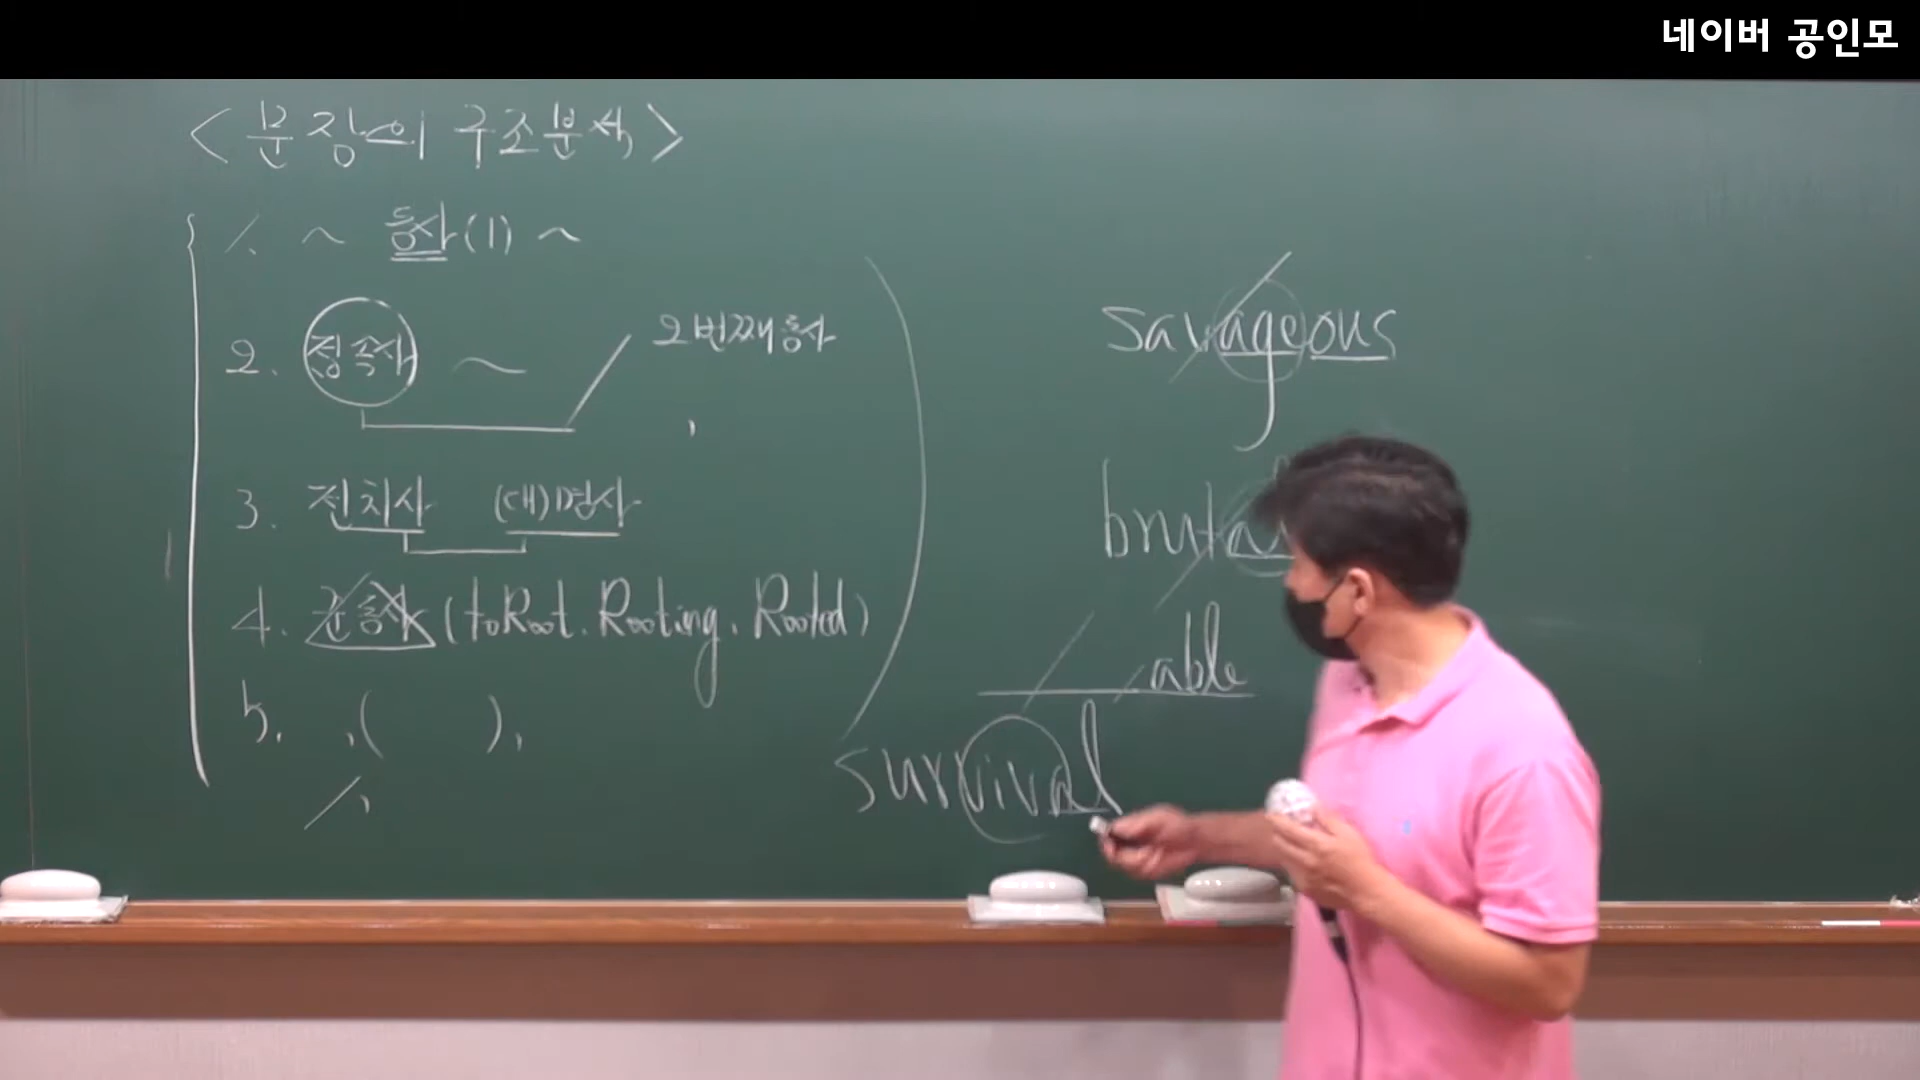 네이버 공인모
< 문장의 구조분석 >
1. ~ 동사(1) ~
2. 접속사 ~ / 2번째 동사
,
3. 전치사 (대)명사
4. 준동사 (to Root. Rooting, Rooted)
5. ,( ),
savageous
able
survival